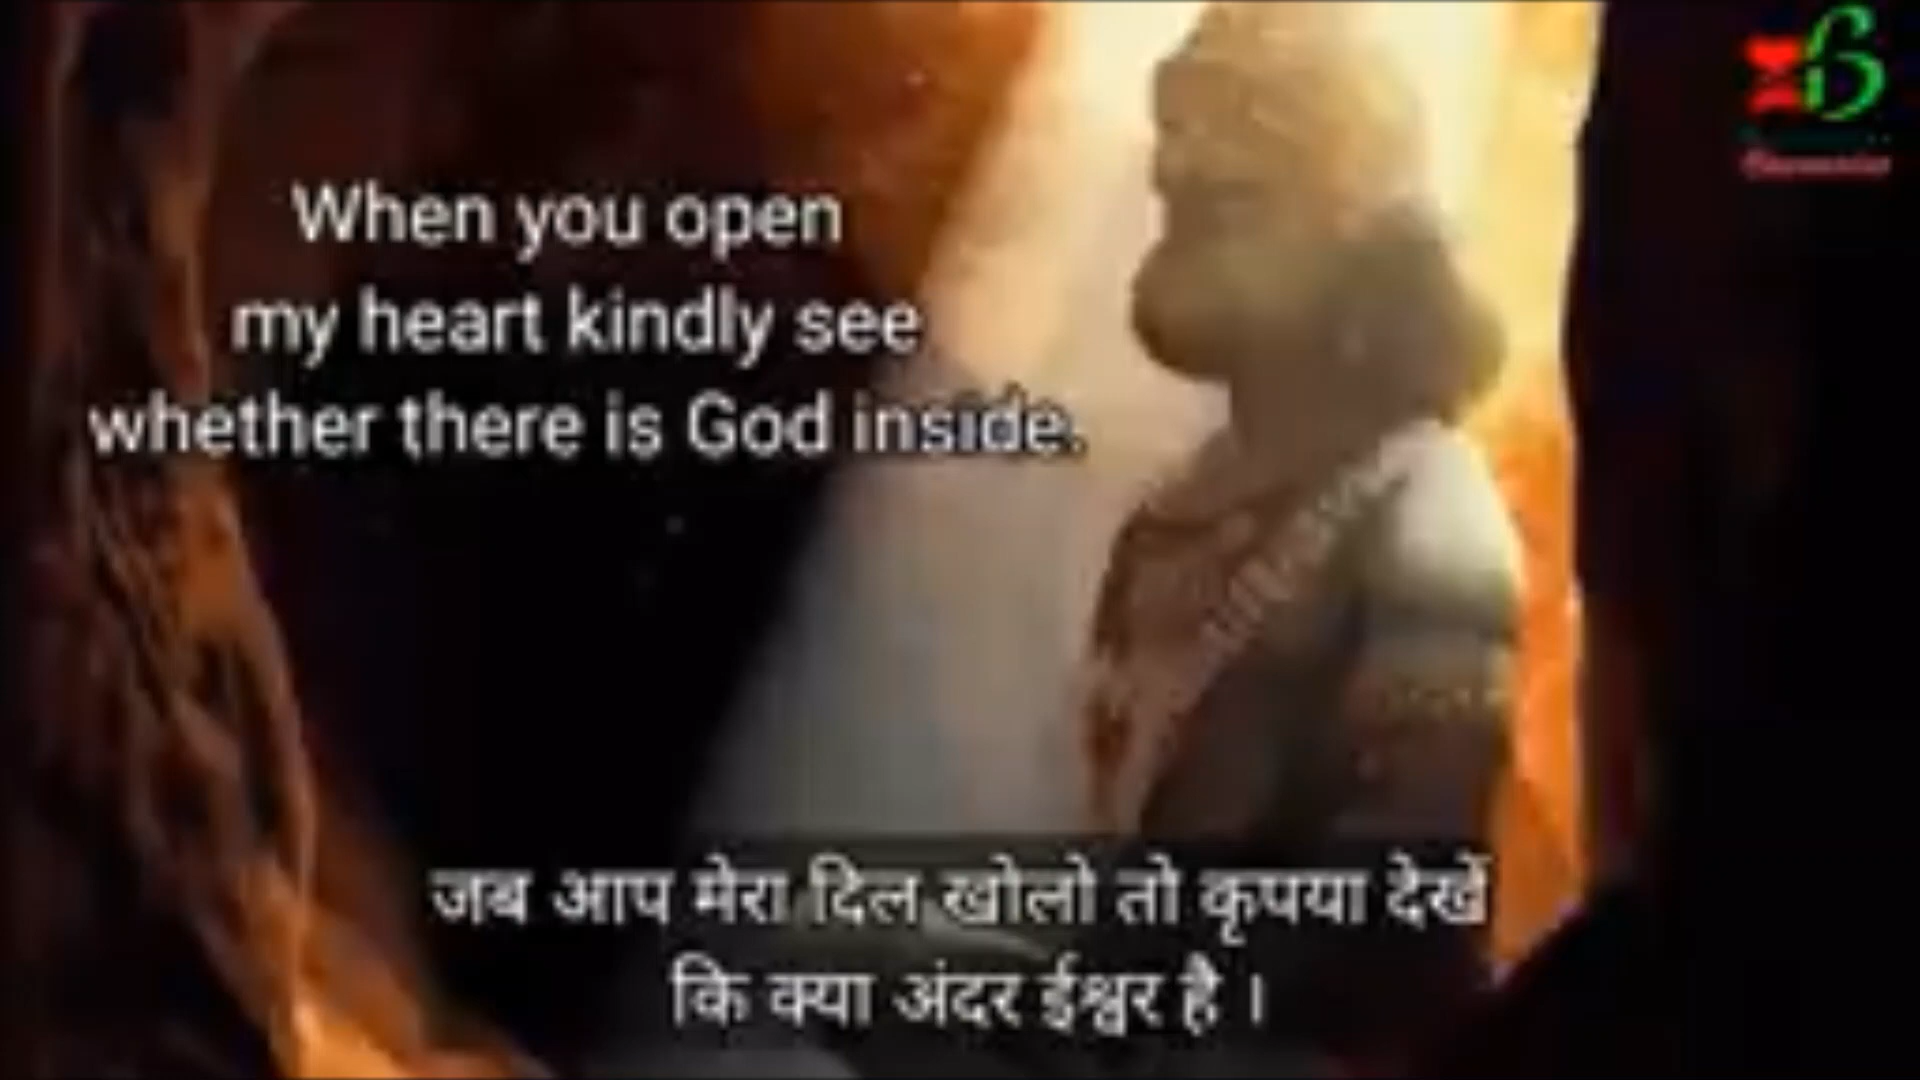 When you open
my heart kindly see
whether there is God inside.
जब आप मेरा दिल खोलो तो कृपया देखें
कि क्या अंदर ईश्वर है ।